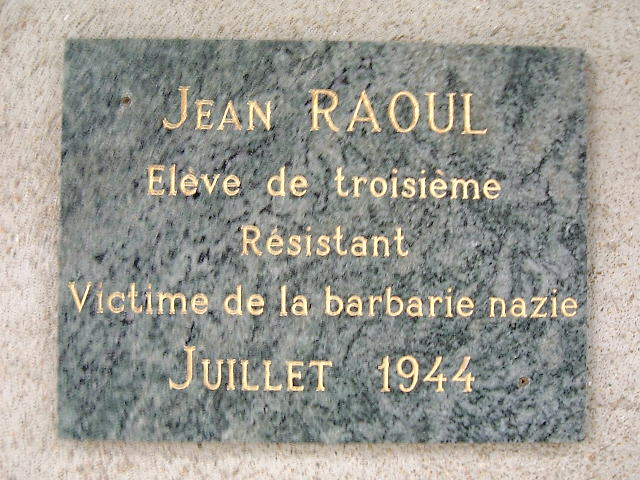 JEAN RAOUL
Elève de troisième
Résistant
Victime de la barbarie nazie
JUILLET 1944